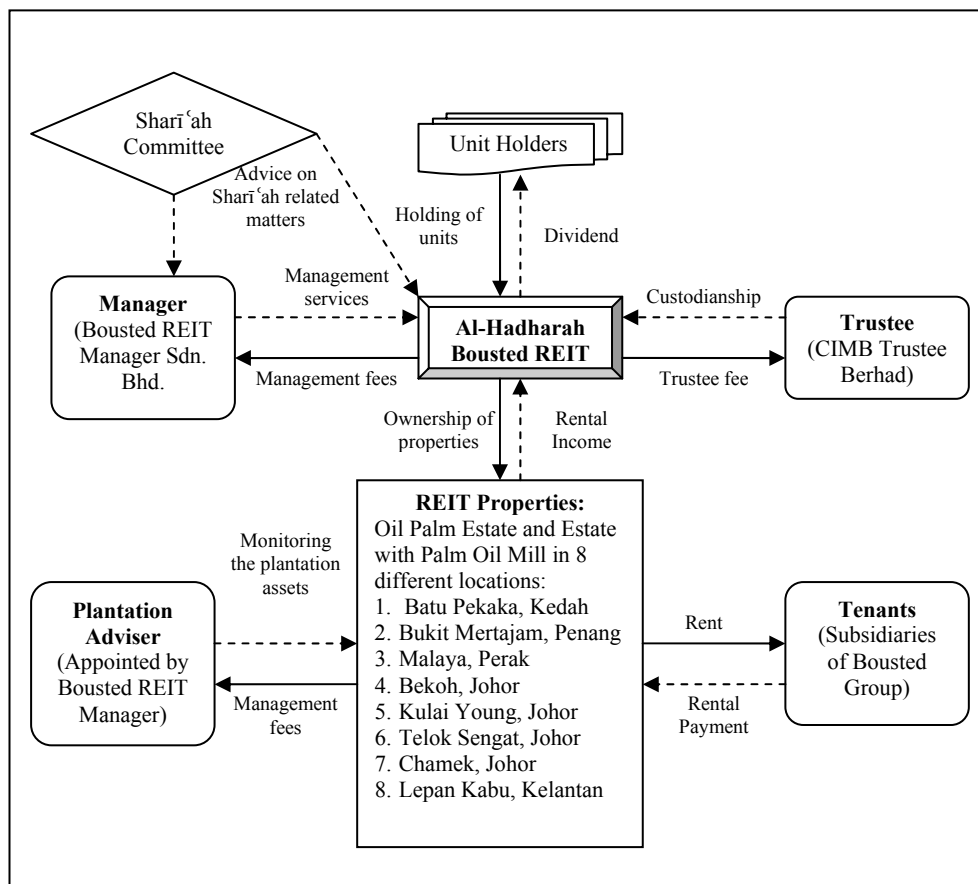 Sharīʿah
Committee
Unit Holders
Advice on
Sharīʿah related
matters
Holding of
units
Dividend
Management
services
Custodianship
Manager
(Bousted REIT
Manager Sdn.
Bhd.
Al-Hadharah
Bousted REIT
Trustee
(CIMB Trustee
Berhad)
Management fees
Trustee fee
Ownership of
properties
Rental
Income
REIT Properties:
Oil Palm Estate and Estate
with Palm Oil Mill in 8
different locations:
1. Batu Pekaka, Kedah
2. Bukit Mertajam, Penang
3. Malaya, Perak
4. Bekoh, Johor
5. Kulai Young, Johor
6. Telok Sengat, Johor
7. Chamek, Johor
8. Lepan Kabu, Kelantan
Monitoring
the plantation
assets
Plantation
Adviser
(Appointed by
Bousted REIT
Manager)
Management
fees
Rent
Tenants
(Subsidiaries
of Bousted
Group)
Rental
Payment